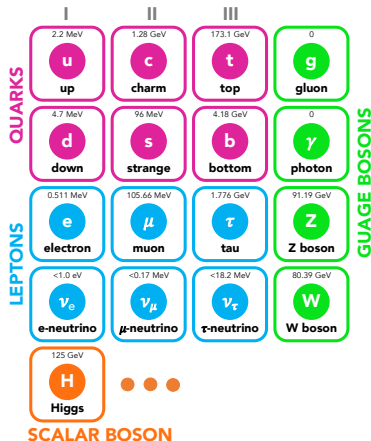 I II III
2.2 MeV 1.28 GeV 173.1 GeV 0
u c t g
up charm top gluon
4.7 MeV 96 MeV 4.18 GeV 0
d s b γ
down strange bottom photon
0.511 MeV 105.66 MeV 1.776 GeV 91.19 GeV
e μ τ Z
electron muon tau Z boson
<1.0 eV <0.17 MeV <18.2 MeV 80.39 GeV
νe νμ ντ W
e-neutrino μ-neutrino τ-neutrino W boson
125 GeV
H
Higgs
SCALAR BOSON
QUARKS
LEPTONS
GUAGE BOSONS